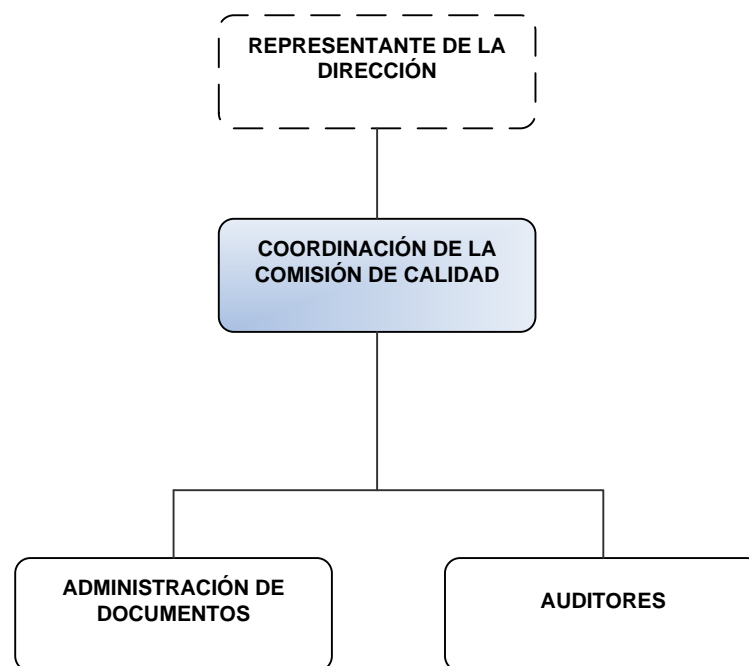 REPRESENTANTE DE LA
DIRECCIÓN
COORDINACIÓN DE LA
COMISIÓN DE CALIDAD
ADMINISTRACIÓN DE
DOCUMENTOS
AUDITORES